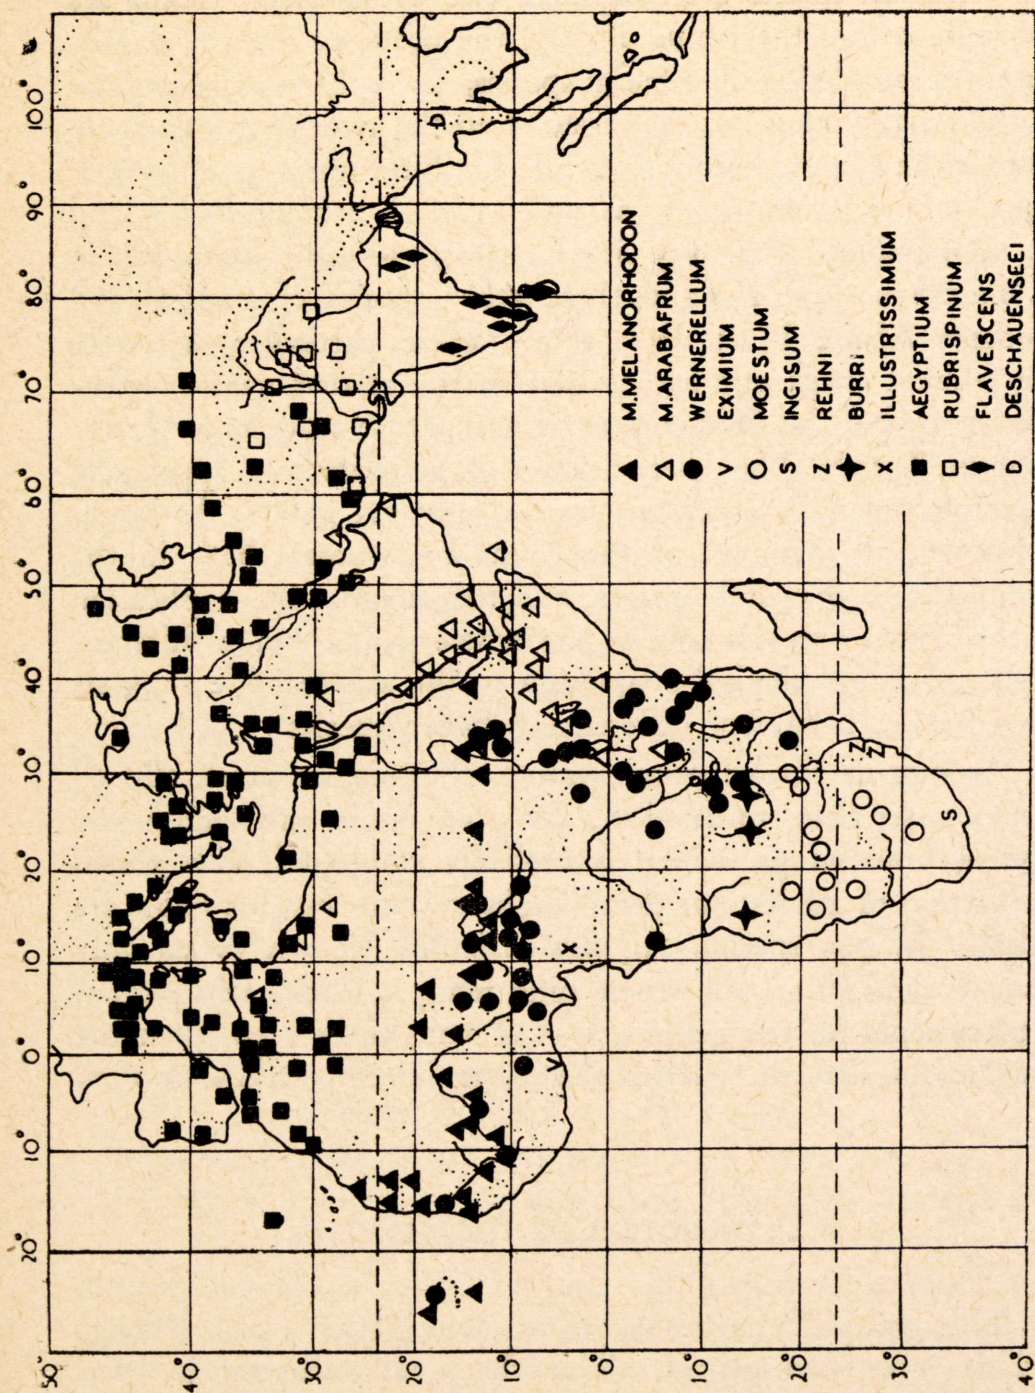 20° 10° 0° 10° 20° 30° 40° 50° 60° 70° 80° 90° 100°
50°
40°
30°
20°
10°
0°
10°
20°
30°
40°
D
X
V
Z
Z
S
▲ M.MELANORHODON
△ M.ARABAFRUM
● WERNERELLUM
V EXIMIUM
○ MOESTUM
S INCISUM
Z REHNI
✦ BURRI
X ILLUSTRISSIMUM
■ AEGYPTIUM
□ RUBRISPINUM
♦ FLAVESCENS
D DESCHAUENSEEI